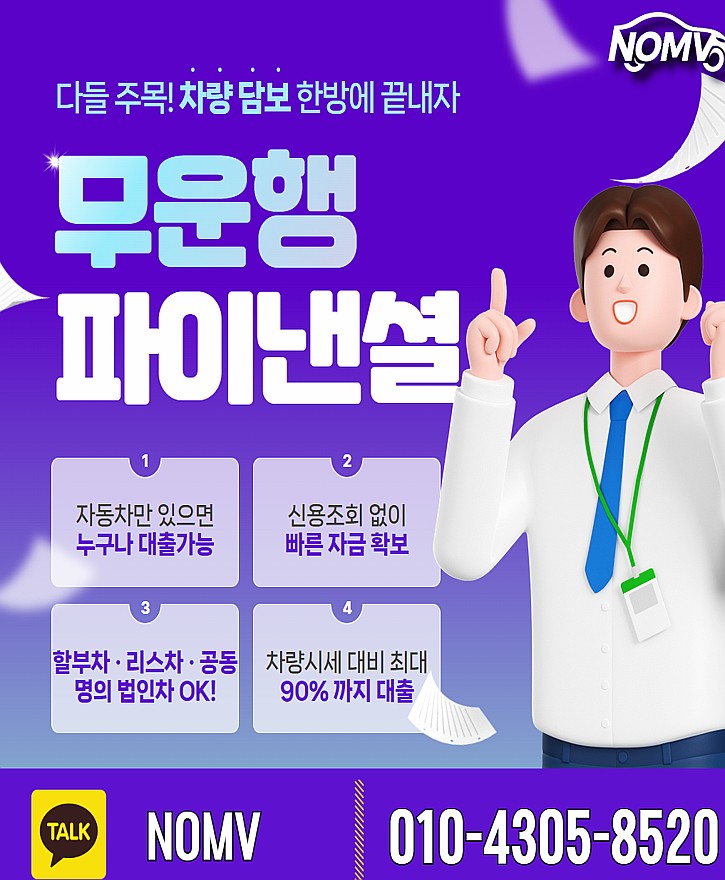 NOMV
다들 주목! 차량 담보 한방에 끝내자
무운행
파이낸셜
1
자동차만 있으면
누구나 대출가능
2
신용조회 없이
빠른 자금 확보
3
할부차 · 리스차 · 공동
명의 법인차 OK!
4
차량시세 대비 최대
90% 까지 대출
TALK
NOMV
010-4305-8520